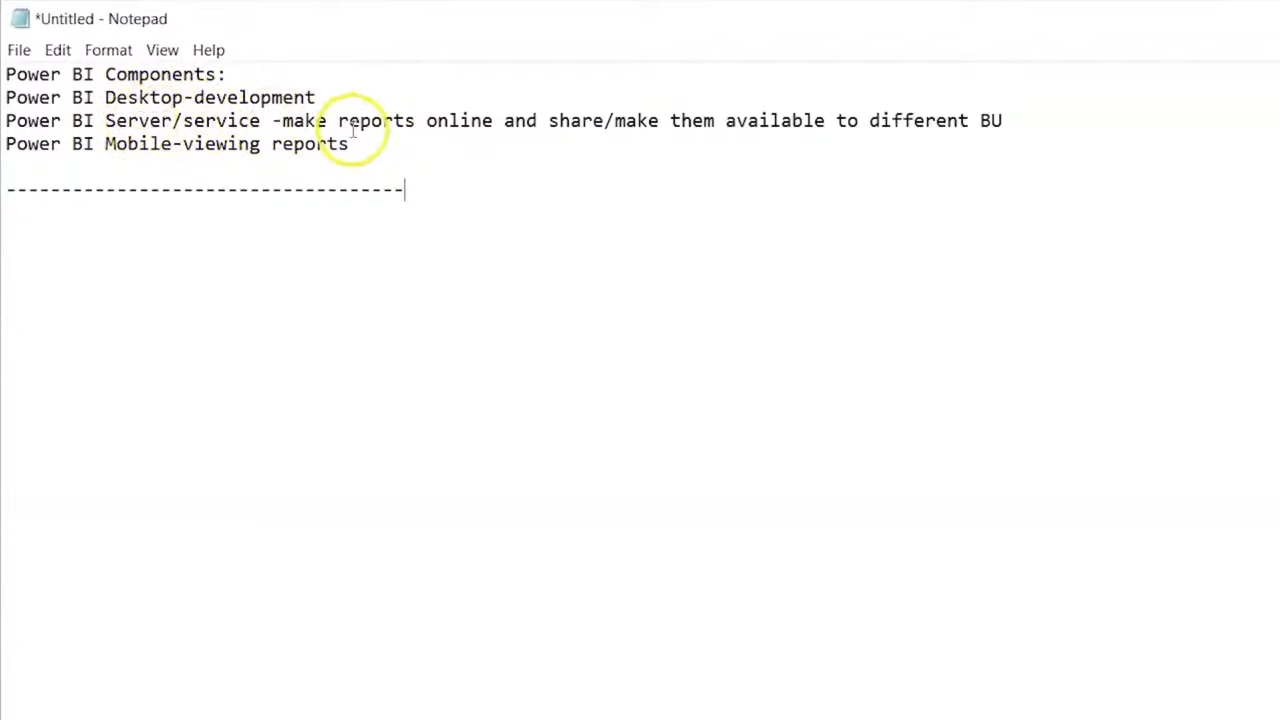 *Untitled - Notepad
File Edit Format View Help
Power BI Components:
Power BI Desktop-development
Power BI Server/service -make reports online and share/make them available to different BU
Power BI Mobile-viewing reports
------------------------------------